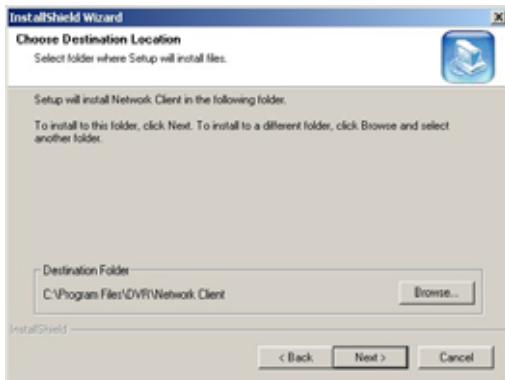 InstallShield Wizard
Choose Destination Location
Select folder where Setup will install files.
Setup will install Network Client in the following folder.
To install to this folder, click Next. To install to a different folder, click Browse and select
another folder.
Destination Folder
C:\Program Files\DVR\Network Client
Browse...
InstallShield
< Back
Next >
Cancel